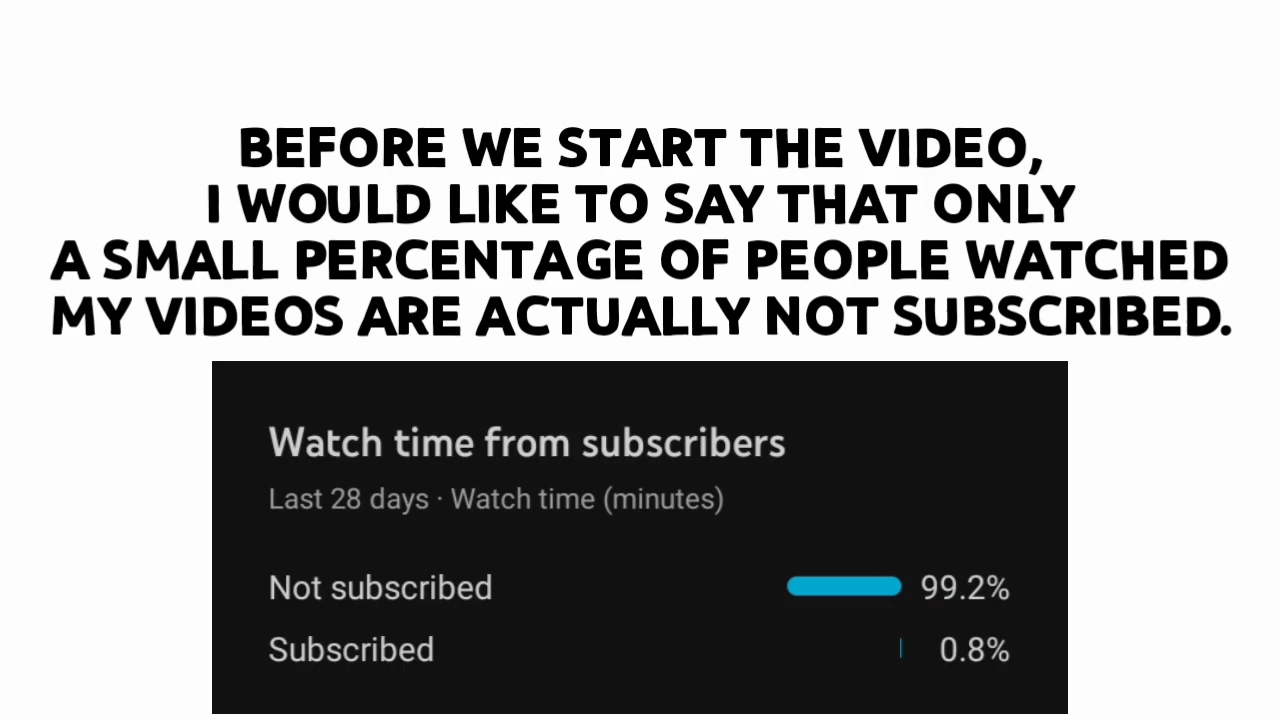 BEFORE WE START THE VIDEO,
I WOULD LIKE TO SAY THAT ONLY
A SMALL PERCENTAGE OF PEOPLE WATCHED
MY VIDEOS ARE ACTUALLY NOT SUBSCRIBED.
Watch time from subscribers
Last 28 days · Watch time (minutes)
Not subscribed 99.2%
Subscribed 0.8%